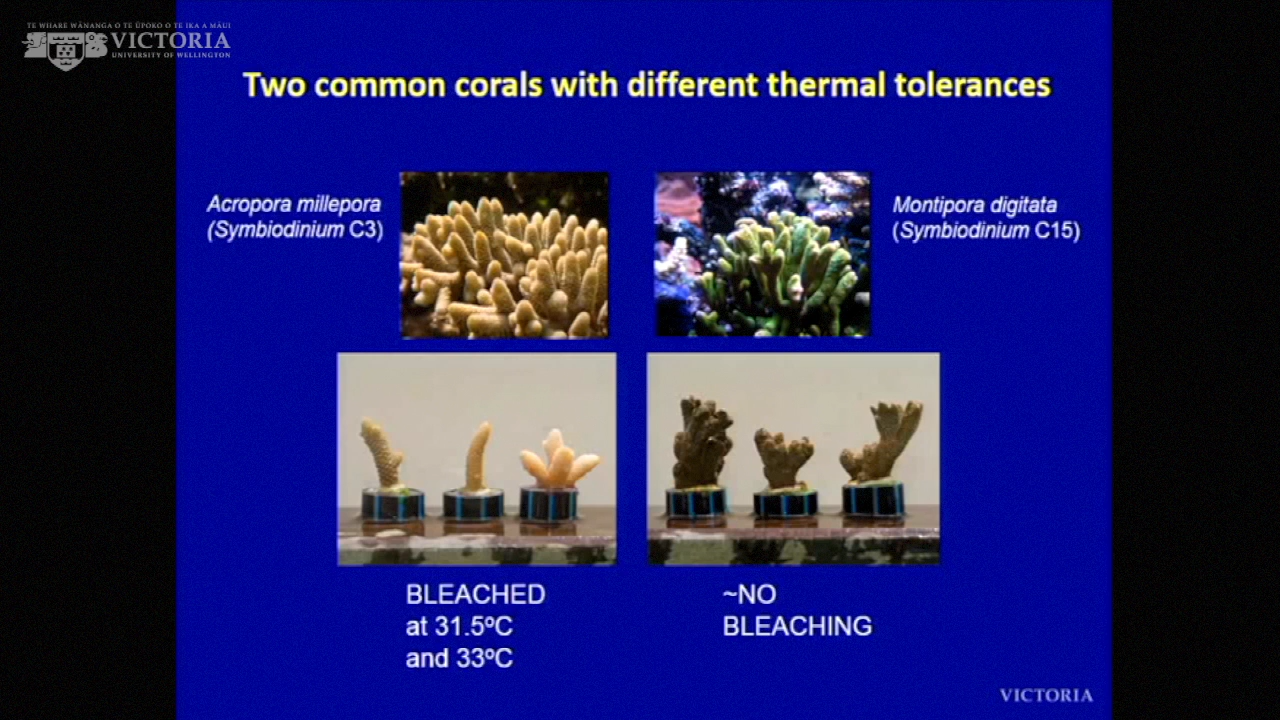 TE WHARE WĀNANGA O TE ŪPOKO O TE IKA A MĀUI
VICTORIA
UNIVERSITY OF WELLINGTON
Two common corals with different thermal tolerances
Acropora millepora
(Symbiodinium C3)
Montipora digitata
(Symbiodinium C15)
BLEACHED
at 31.5ºC
and 33ºC
~NO
BLEACHING
VICTORIA